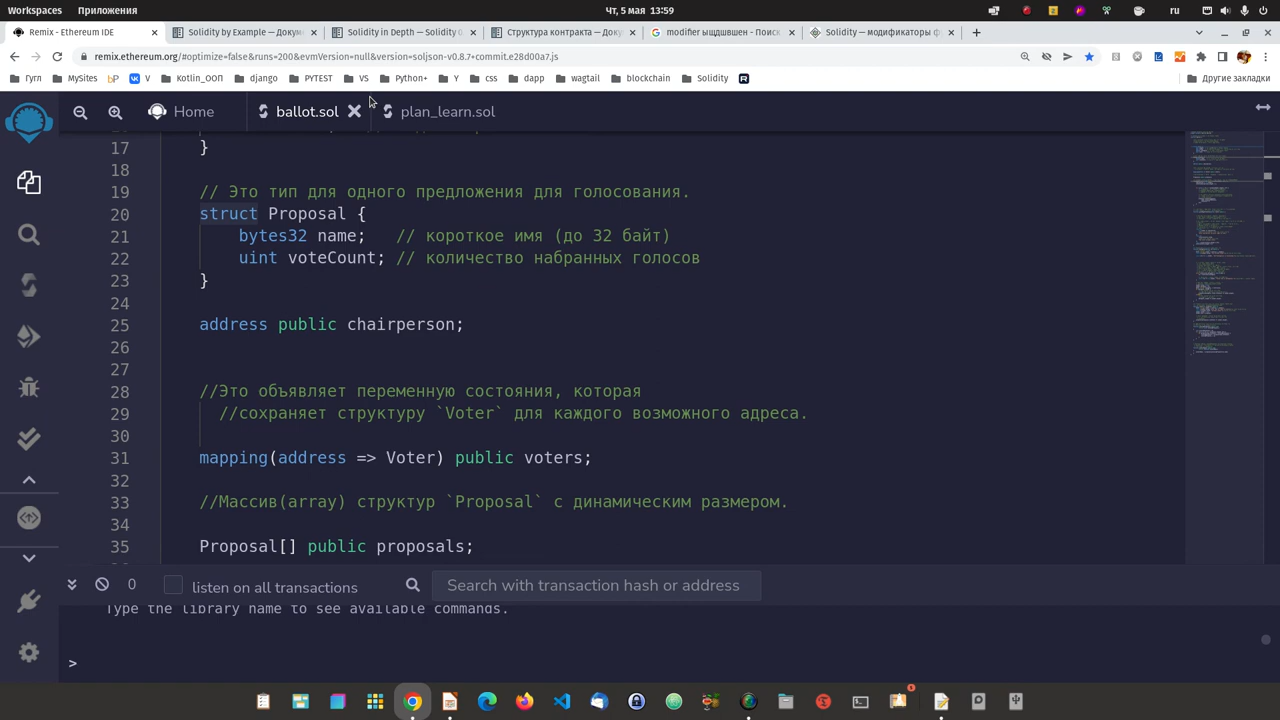 Workspaces Приложения Чт, 5 мая 13:59 ru
Remix - Ethereum IDE Solidity by Example — Докум Solidity in Depth — Solidity Структура контракта — Доку modifier ыщдшвшен - Поиск Solidity — модификаторы ф
remix.ethereum.org/#optimize=false&runs=200&evmVersion=null&version=soljson-v0.8.7+commit.e28d00a7.js
Гугл MySites V Kotlin_ООП django PYTEST VS Python+ Y css dapp wagtail blockchain Solidity Другие закладки
Home ballot.sol plan_learn.sol
17 }
18
19 // Это тип для одного предложения для голосования.
20 struct Proposal {
21 bytes32 name; // короткое имя (до 32 байт)
22 uint voteCount; // количество набранных голосов
23 }
24
25 address public chairperson;
26
27
28 //Это объявляет переменную состояния, которая
29 //сохраняет структуру `Voter` для каждого возможного адреса.
30
31 mapping(address => Voter) public voters;
32
33 //Массив(array) структур `Proposal` с динамическим размером.
34
35 Proposal[] public proposals;
0 listen on all transactions Search with transaction hash or address
Type the library name to see available commands.
>